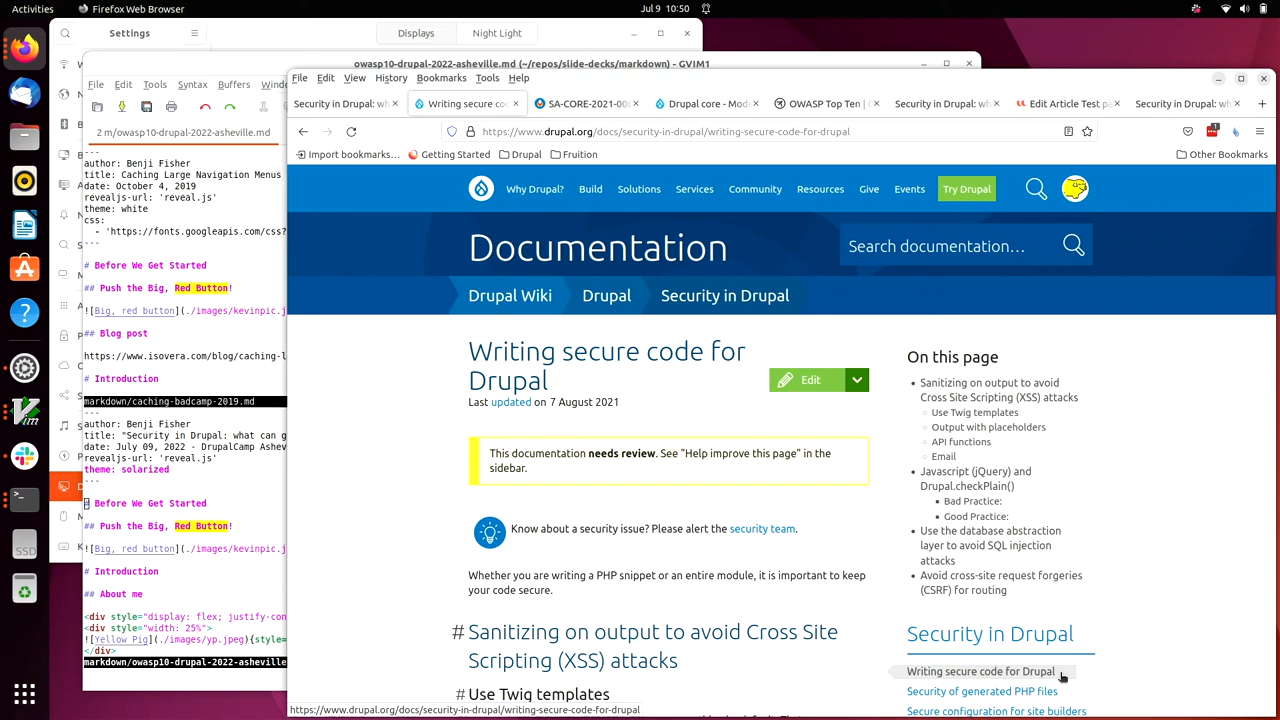 Activities
Firefox Web Browser
Jul 9 10:50
Settings
Displays
Night Light
owasp10-drupal-2022-asheville.md (~/repos/slide-decks/markdown) - GVIM1
File Edit Tools Syntax Buffers
2 m/owasp10-drupal-2022-asheville.md
---
author: Benji Fisher
title: Caching Large Navigation Menus
date: October 4, 2019
revealjs-url: 'reveal.js'
theme: white
css:
- 'https://fonts.googleapis.com/css?
---
# Before We Get Started
## Push the Big, Red Button!
![Big, red button](./images/kevinpic.j
## Blog post
https://www.isovera.com/blog/caching-l
# Introduction
markdown/caching-badcamp-2019.md
---
author: Benji Fisher
title: "Security in Drupal: what can g
date: July 09, 2022 - DrupalCamp Ashev
revealjs-url: 'reveal.js'
theme: solarized
---
# Before We Get Started
## Push the Big, Red Button!
![Big, red button](./images/kevinpic.j
# Introduction
## About me
<div style="display: flex; justify-con
<div style="width: 25%">
![Yellow Pig](./images/yp.jpeg){style=
</div>
markdown/owasp10-drupal-2022-asheville
File Edit View History Bookmarks Tools Help
Security in Drupal: wh
Writing secure co
SA-CORE-2021-00
Drupal core - Mod
OWASP Top Ten |
Security in Drupal: wh
Edit Article Test pa
Security in Drupal: wh
https://www.drupal.org/docs/security-in-drupal/writing-secure-code-for-drupal
Import bookmarks...
Getting Started
Drupal
Fruition
Other Bookmarks
Why Drupal?
Build
Solutions
Services
Community
Resources
Give
Events
Try Drupal
Documentation
Search documentation…
Drupal Wiki
Drupal
Security in Drupal
Writing secure code for
Drupal
Edit
Last updated on 7 August 2021
This documentation needs review. See "Help improve this page" in the
sidebar.
Know about a security issue? Please alert the security team.
Whether you are writing a PHP snippet or an entire module, it is important to keep
your code secure.
# Sanitizing on output to avoid Cross Site
Scripting (XSS) attacks
# Use Twig templates
On this page
Sanitizing on output to avoid
Cross Site Scripting (XSS) attacks
Use Twig templates
Output with placeholders
API functions
Email
Javascript (jQuery) and
Drupal.checkPlain()
Bad Practice:
Good Practice:
Use the database abstraction
layer to avoid SQL injection
attacks
Avoid cross-site request forgeries
(CSRF) for routing
Security in Drupal
Writing secure code for Drupal
Security of generated PHP files
Secure configuration for site builders
https://www.drupal.org/docs/security-in-drupal/writing-secure-code-for-drupal
SSD